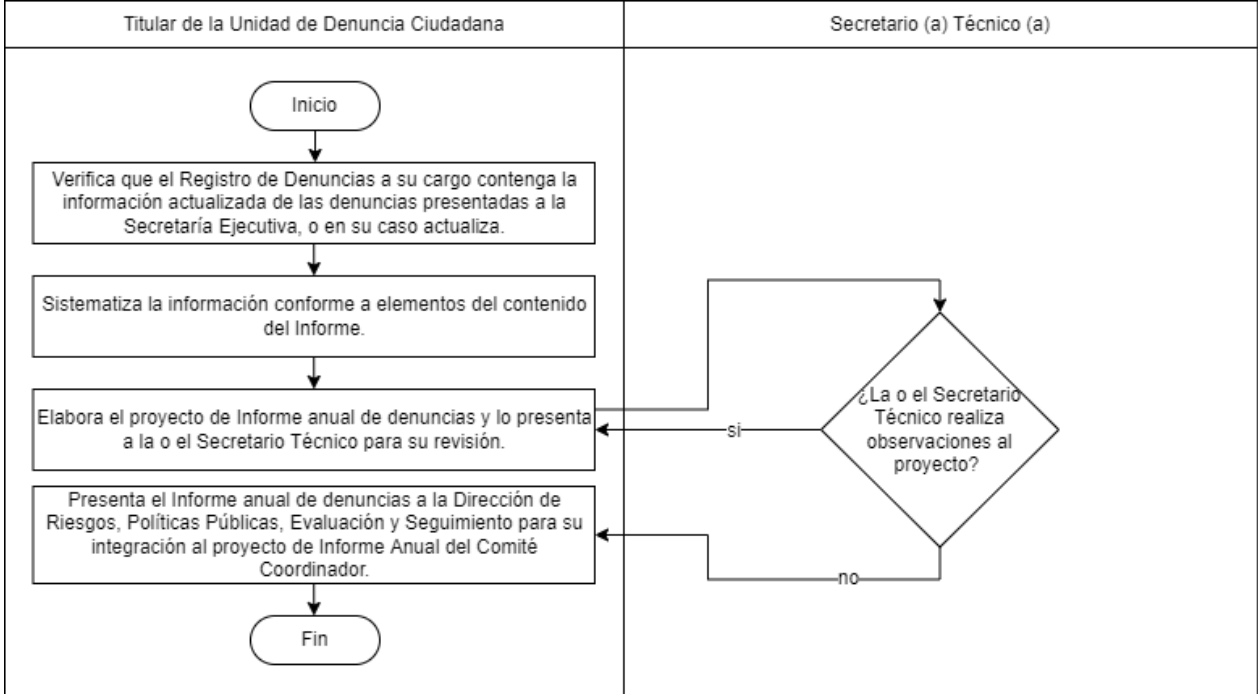 Titular de la Unidad de Denuncia Ciudadana
Secretario (a) Técnico (a)
Inicio
Verifica que el Registro de Denuncias a su cargo contenga la
información actualizada de las denuncias presentadas a la
Secretaría Ejecutiva, o en su caso actualiza.
Sistematiza la información conforme a elementos del contenido
del Informe.
Elabora el proyecto de Informe anual de denuncias y lo presenta
a la o el Secretario Técnico para su revisión.
¿La o el Secretario
Técnico realiza
observaciones al
proyecto?
si
Presenta el Informe anual de denuncias a la Dirección de
Riesgos, Políticas Públicas, Evaluación y Seguimiento para su
integración al proyecto de Informe Anual del Comité
Coordinador.
no
Fin